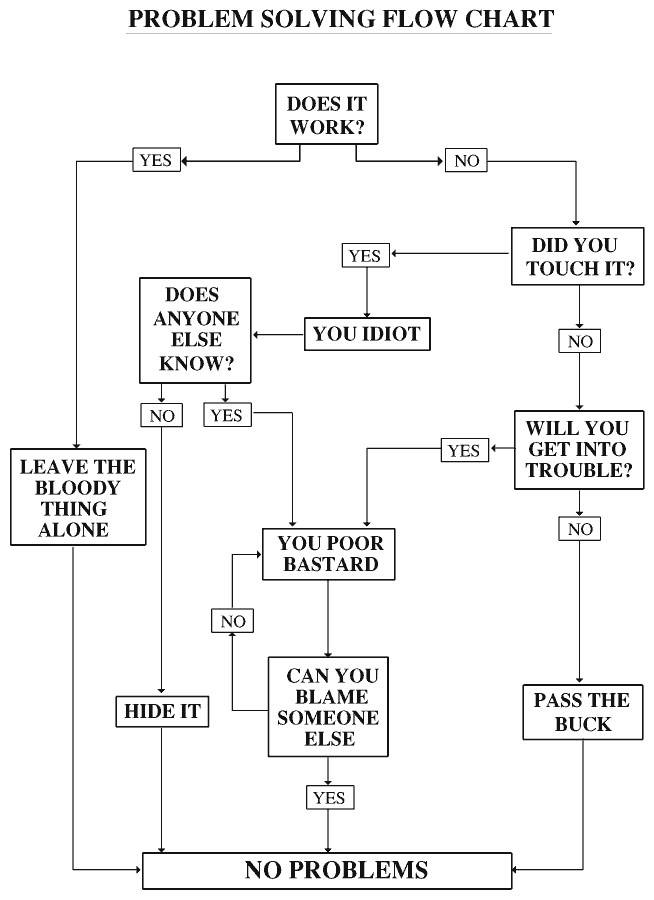 PROBLEM SOLVING FLOW CHART
DOES IT
WORK?
YES
NO
DID YOU
TOUCH IT?
YES
DOES
ANYONE
ELSE
KNOW?
YOU IDIOT
NO
NO
YES
WILL YOU
GET INTO
TROUBLE?
YES
LEAVE THE
BLOODY
THING
ALONE
NO
YOU POOR
BASTARD
NO
CAN YOU
BLAME
SOMEONE
ELSE
HIDE IT
PASS THE
BUCK
YES
NO PROBLEMS